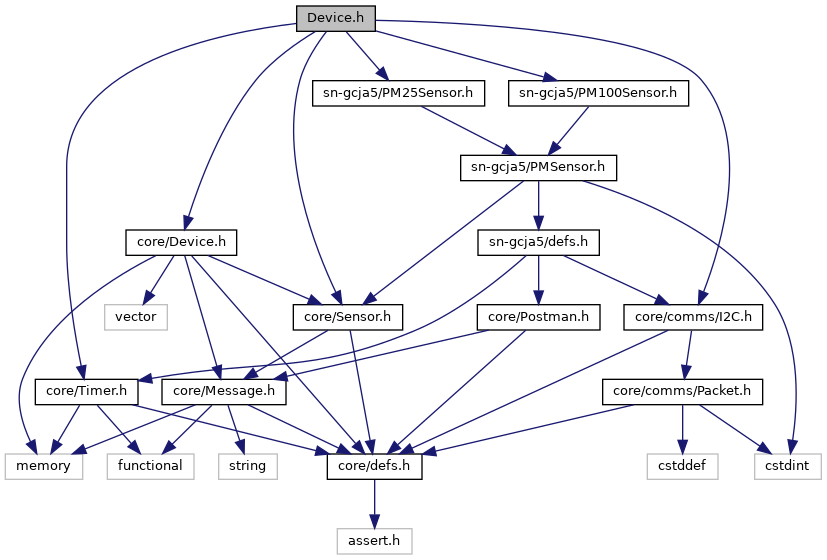 Device.h
sn-gcja5/PM25Sensor.h
sn-gcja5/PM100Sensor.h
sn-gcja5/PMSensor.h
core/Device.h
sn-gcja5/defs.h
vector
core/Sensor.h
core/Postman.h
core/comms/I2C.h
core/Timer.h
core/Message.h
core/comms/Packet.h
memory
functional
string
core/defs.h
cstddef
cstdint
assert.h